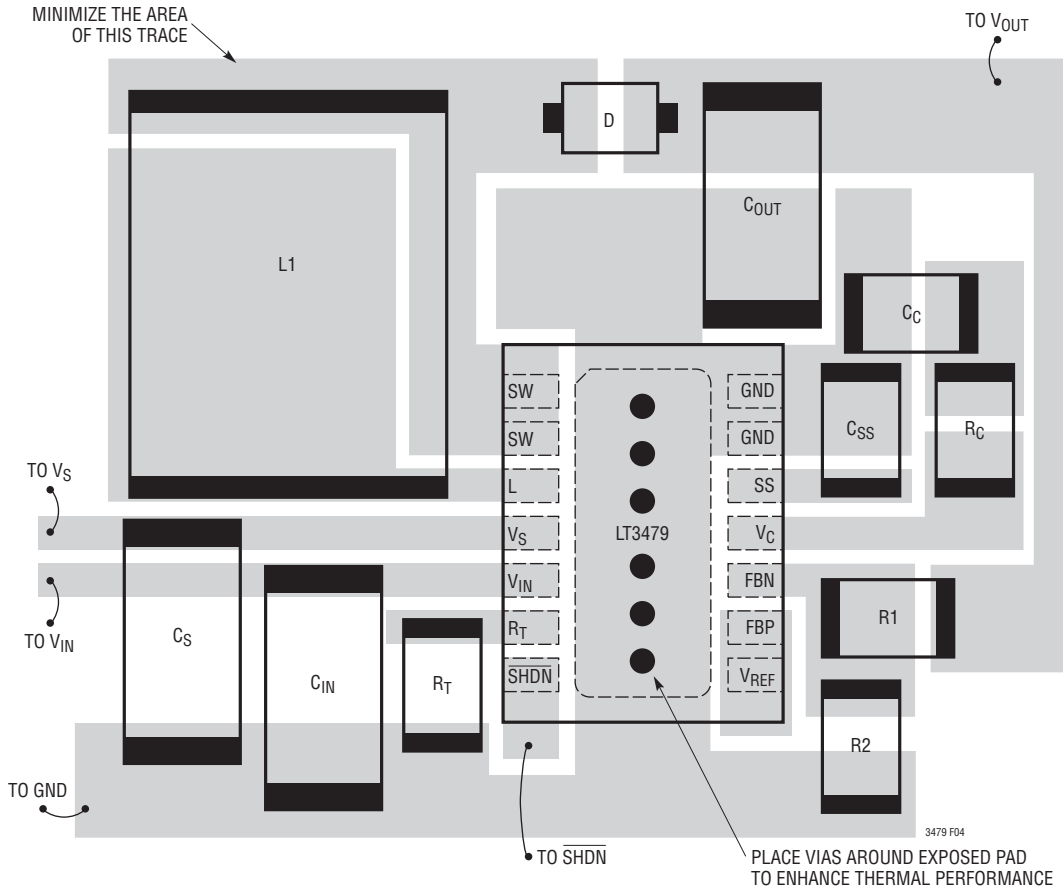 MINIMIZE THE AREA
OF THIS TRACE
TO VOUT
D
COUT
L1
CC
SW
GND
SW
GND
CSS
RC
TO VS
L
SS
VS
LT3479
VC
VIN
FBN
TO VIN
RT
FBP
R1
CS
CIN
RT
SHDN
VREF
R2
TO GND
3479 F04
TO SHDN
PLACE VIAS AROUND EXPOSED PAD
TO ENHANCE THERMAL PERFORMANCE